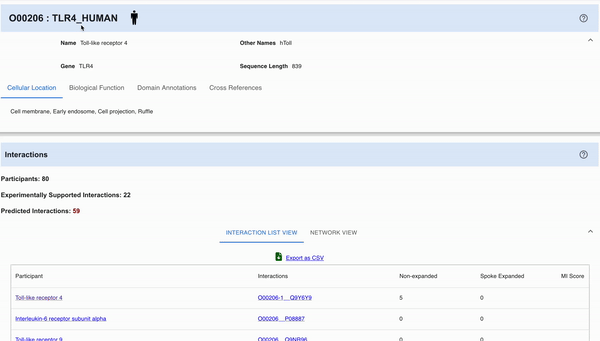 O00206 : TLR4_HUMAN
Name Toll-like receptor 4 Other Names hToll
Gene TLR4 Sequence Length 839
Cellular Location Biological Function Domain Annotations Cross References
Cell membrane, Early endosome, Cell projection, Ruffle
Interactions
Participants: 80
Experimentally Supported Interactions: 22
Predicted Interactions: 59
INTERACTION LIST VIEW NETWORK VIEW
Export as CSV
Participant Interactions Non-expanded Spoke Expanded MI Score
Toll-like receptor 4 O00206-1__Q9Y6Y9 5 0
Interleukin-6 receptor subunit alpha O00206__P08887 0 0
Toll-like receptor 9 O00206__Q9NR96 0 0